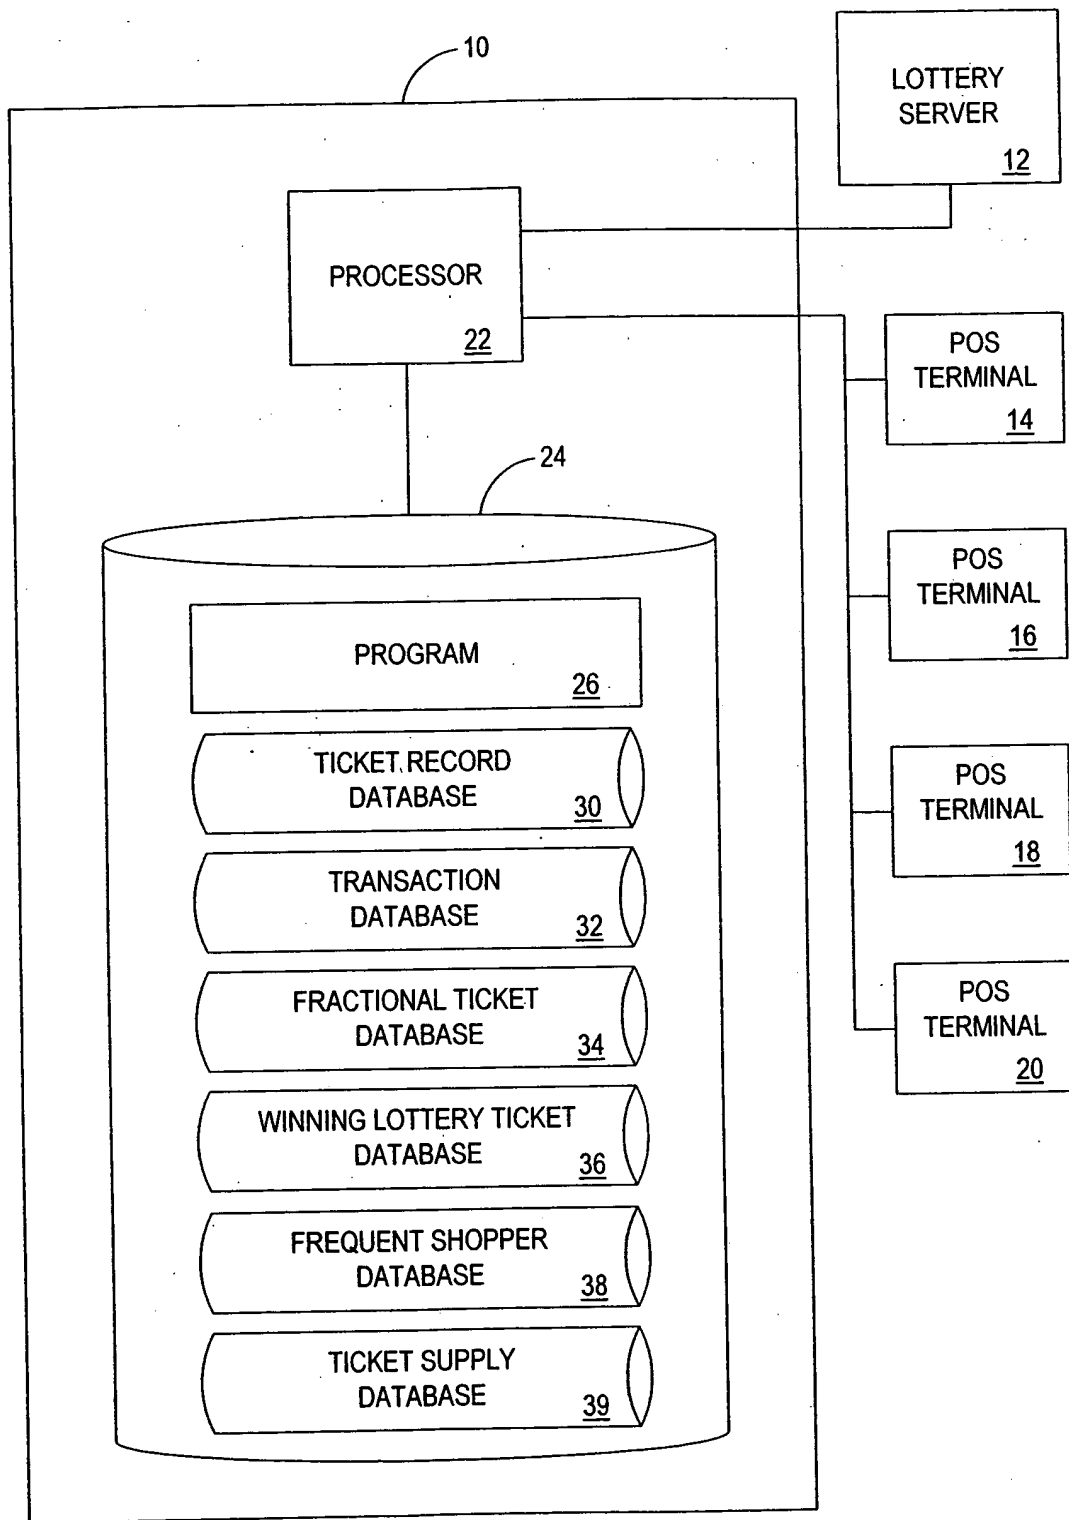 10
LOTTERY
SERVER
12
PROCESSOR
22
POS
TERMINAL
14
24
POS
TERMINAL
16
PROGRAM
26
TICKET RECORD
DATABASE
30
POS
TERMINAL
18
TRANSACTION
DATABASE
32
FRACTIONAL TICKET
DATABASE
34
POS
TERMINAL
20
WINNING LOTTERY TICKET
DATABASE
36
FREQUENT SHOPPER
DATABASE
38
TICKET SUPPLY
DATABASE
39